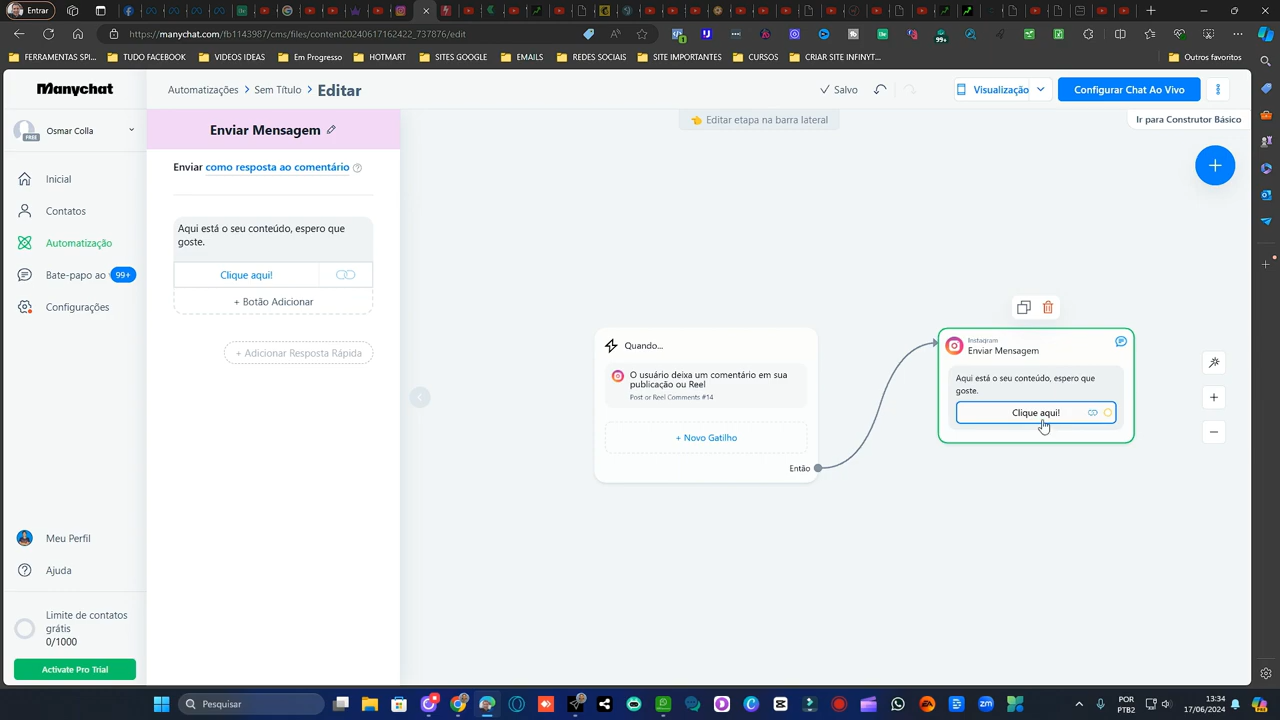 Entrar
https://manychat.com/fb1143987/cms/files/content20240617162422_737876/edit
99+
FERRAMENTAS SPI...
TUDO FACEBOOK
VIDEOS IDEAS
Em Progresso
HOTMART
SITES GOOGLE
EMAILS
REDES SOCIAIS
SITE IMPORTANTES
CURSOS
CRIAR SITE INFINYT...
Outros favoritos
Manychat
Automatizações > Sem Título > Editar
Salvo
Visualização
Configurar Chat Ao Vivo
Osmar Colla
FREE
Enviar Mensagem
👈 Editar etapa na barra lateral
Ir para Construtor Básico
Enviar como resposta ao comentário
Inicial
Contatos
Automatização
Bate-papo ao
99+
Configurações
Aqui está o seu conteúdo, espero que
goste.
Clique aqui!
+ Botão Adicionar
+ Adicionar Resposta Rápida
Quando...
O usuário deixa um comentário em sua
publicação ou Reel
Post or Reel Comments #14
+ Novo Gatilho
Então
Instagram
Enviar Mensagem
Aqui está o seu conteúdo, espero que
goste.
Clique aqui!
Meu Perfil
Ajuda
Limite de contatos
grátis
0/1000
Activate Pro Trial
Pesquisar
POR
PTB2
13:34
17/06/2024